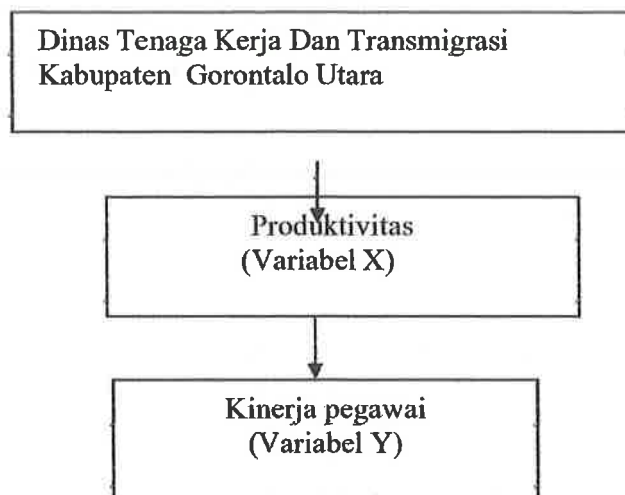 Dinas Tenaga Kerja Dan Transmigrasi
Kabupaten Gorontalo Utara
Produktivitas
(Variabel X)
Kinerja pegawai
(Variabel Y)